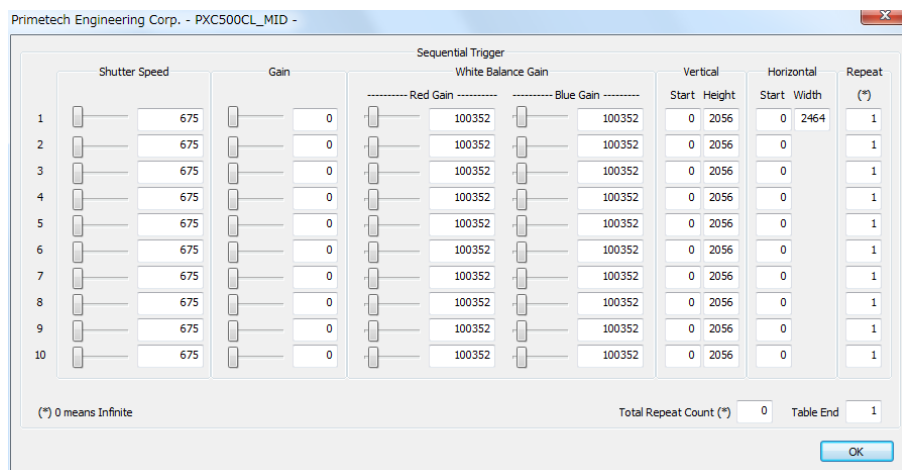 Primetech Engineering Corp. - PXC500CL_MID -
Sequential Trigger
Shutter Speed Gain White Balance Gain Vertical Horizontal Repeat
---------- Red Gain ---------- ---------- Blue Gain --------- Start Height Start Width (*)
1 675 0 100352 100352 0 2056 0 2464 1
2 675 0 100352 100352 0 2056 0 1
3 675 0 100352 100352 0 2056 0 1
4 675 0 100352 100352 0 2056 0 1
5 675 0 100352 100352 0 2056 0 1
6 675 0 100352 100352 0 2056 0 1
7 675 0 100352 100352 0 2056 0 1
8 675 0 100352 100352 0 2056 0 1
9 675 0 100352 100352 0 2056 0 1
10 675 0 100352 100352 0 2056 0 1
(*) 0 means Infinite Total Repeat Count (*) 0 Table End 1
OK